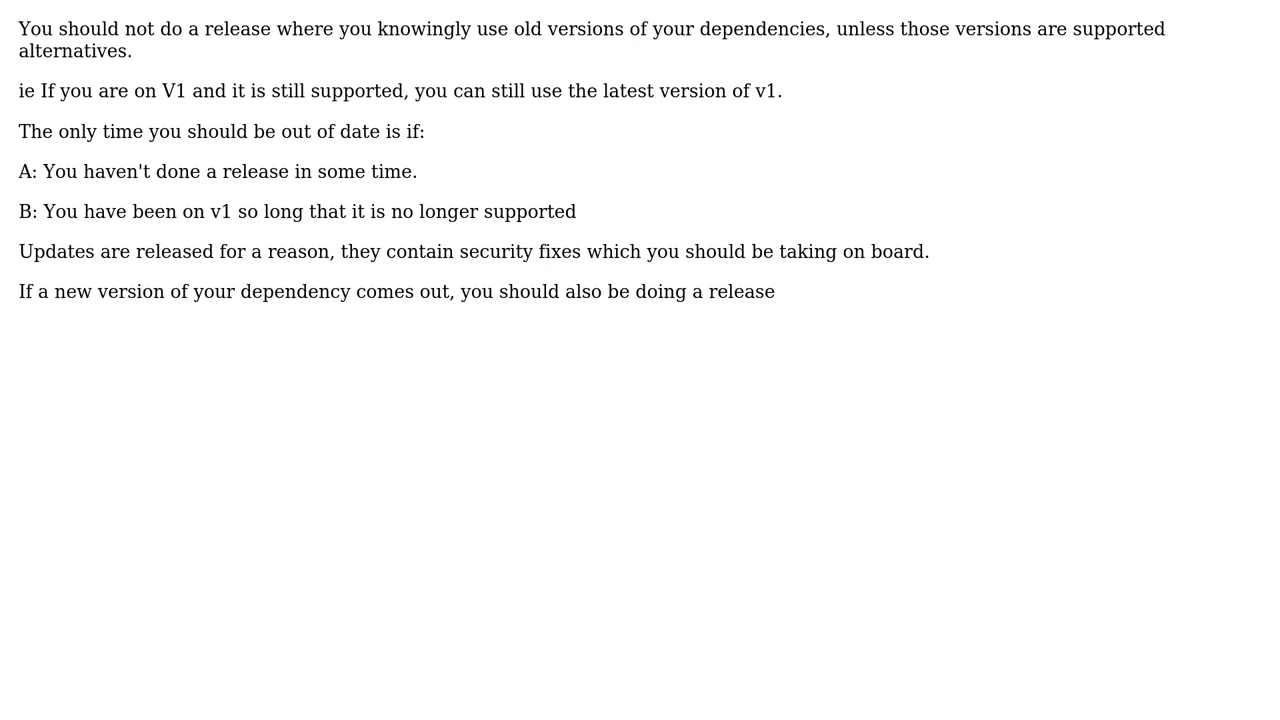 You should not do a release where you knowingly use old versions of your dependencies, unless those versions are supported
alternatives.
ie If you are on V1 and it is still supported, you can still use the latest version of v1.
The only time you should be out of date is if:
A: You haven't done a release in some time.
B: You have been on v1 so long that it is no longer supported
Updates are released for a reason, they contain security fixes which you should be taking on board.
If a new version of your dependency comes out, you should also be doing a release